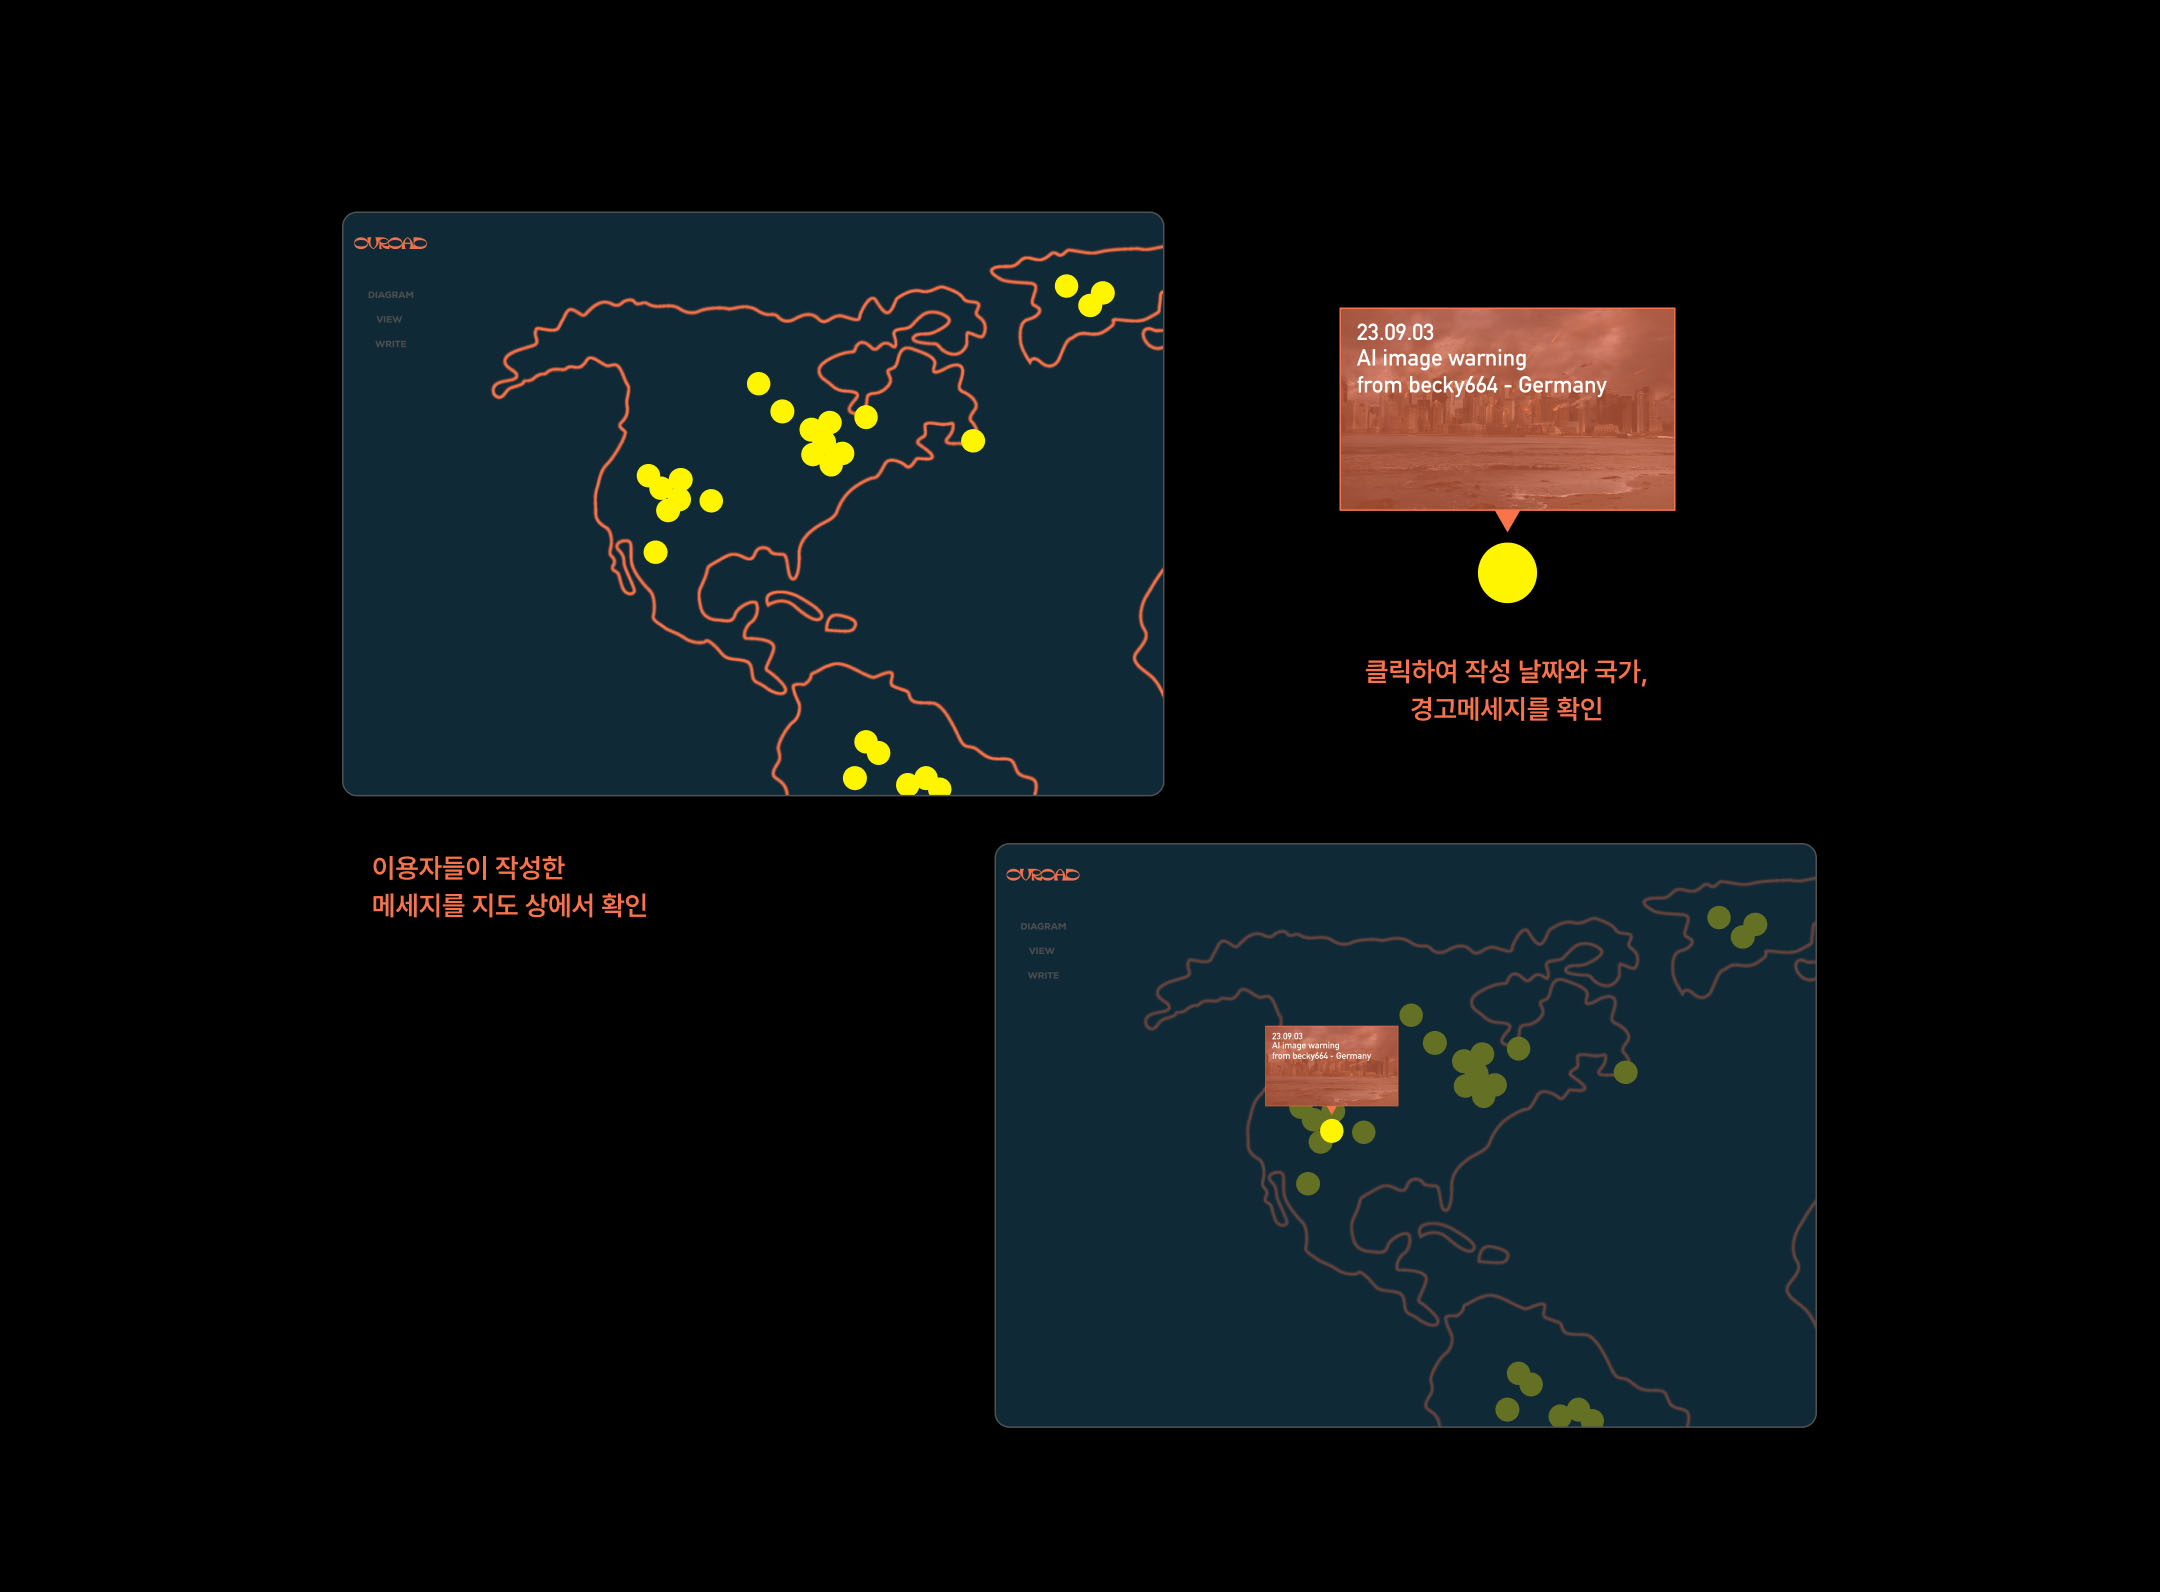 OUROAD
DIAGRAM
VIEW
WRITE
23.09.03
AI image warning
from becky664 - Germany
클릭하여 작성 날짜와 국가,
경고메세지를 확인
이용자들이 작성한
메세지를 지도 상에서 확인
OUROAD
DIAGRAM
VIEW
WRITE
23.09.03
AI image warning
from becky664 - Germany